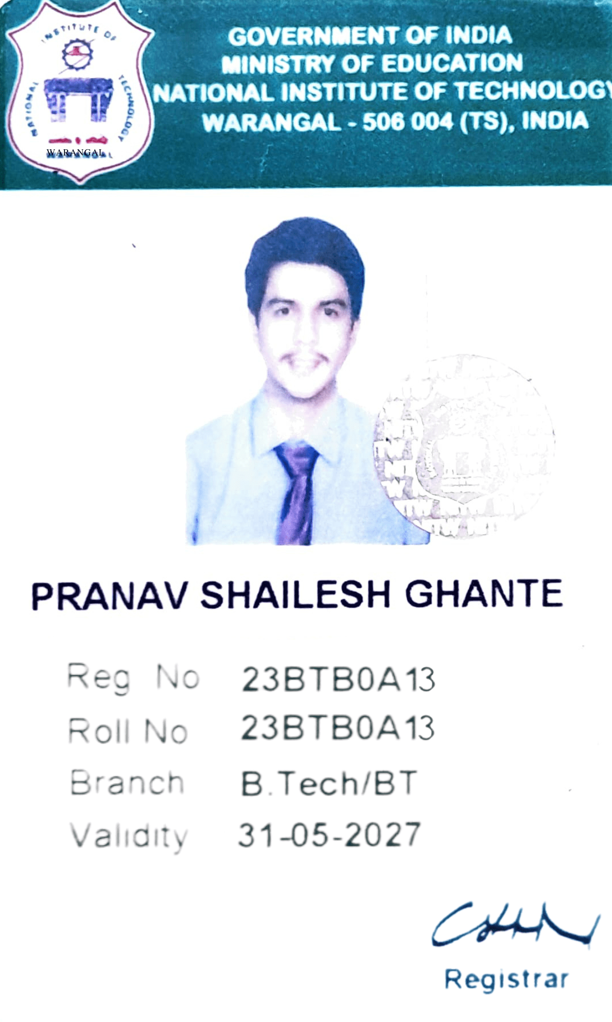 GOVERNMENT OF INDIA
MINISTRY OF EDUCATION
NATIONAL INSTITUTE OF TECHNOLOGY
WARANGAL - 506 004 (TS), INDIA
NATIONAL INSTITUTE OF TECHNOLOGY
WARANGAL
PRANAV SHAILESH GHANTE
Reg No 23BTB0A13
Roll No 23BTB0A13
Branch B.Tech/BT
Validity 31-05-2027
Registrar